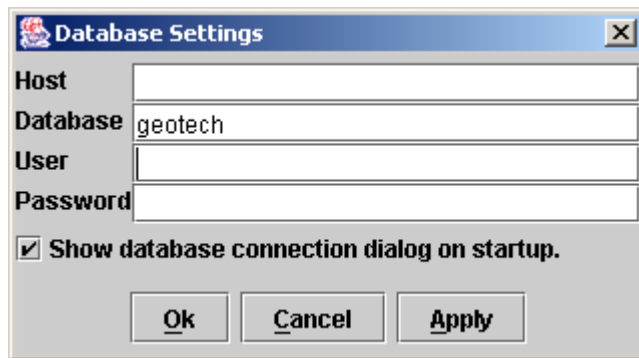 Database Settings
Host
Database geotech
User
Password
Show database connection dialog on startup.
Ok Cancel Apply